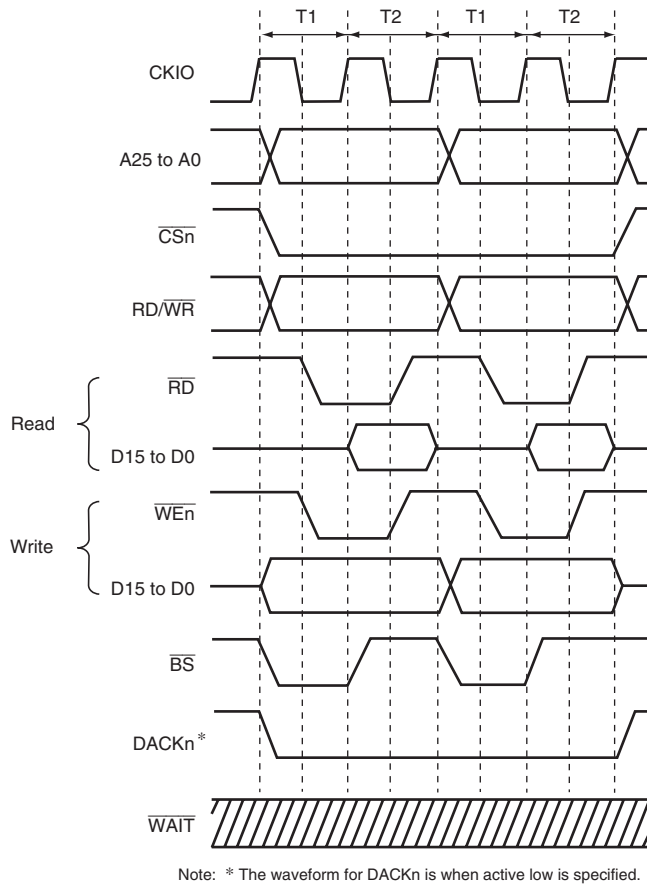 T1 T2 T1 T2
CKIO
A25 to A0
CSn
RD/WR
RD
Read
D15 to D0
WEn
Write
D15 to D0
BS
DACKn*
WAIT
Note: * The waveform for DACKn is when active low is specified.